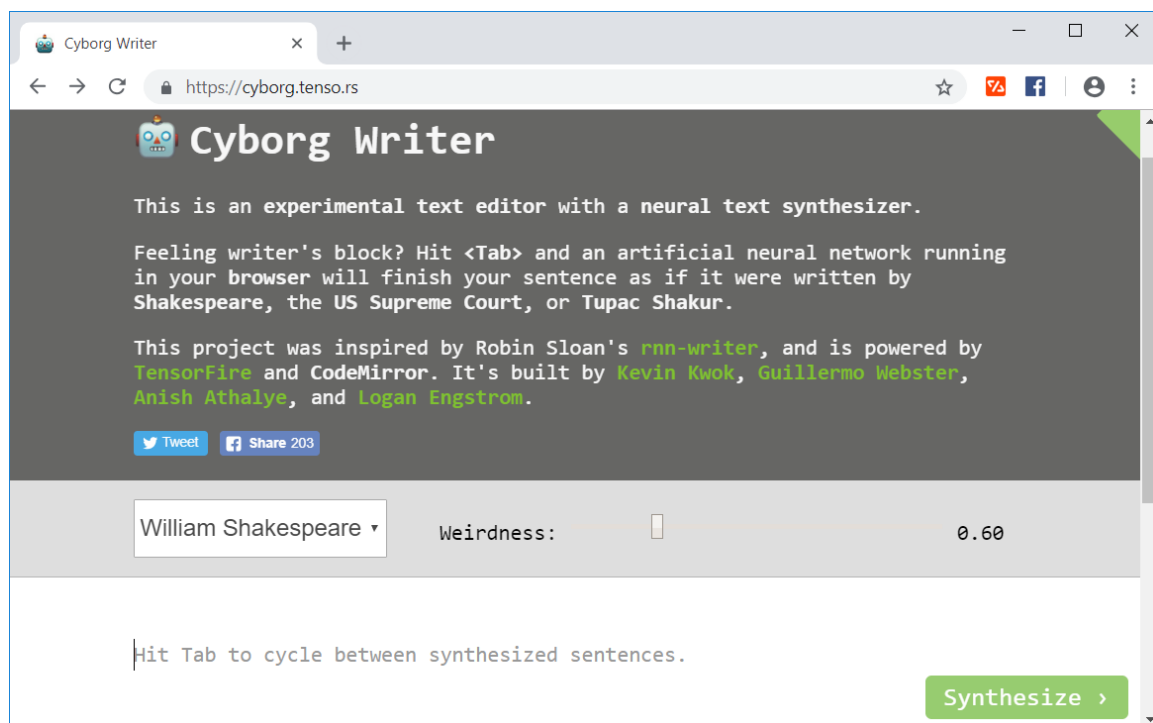 Cyborg Writer
https://cyborg.tenso.rs
Cyborg Writer
This is an experimental text editor with a neural text synthesizer.
Feeling writer's block? Hit <Tab> and an artificial neural network running
in your browser will finish your sentence as if it were written by
Shakespeare, the US Supreme Court, or Tupac Shakur.
This project was inspired by Robin Sloan's rnn-writer, and is powered by
TensorFire and CodeMirror. It's built by Kevin Kwok, Guillermo Webster,
Anish Athalye, and Logan Engstrom.
Tweet Share 203
William Shakespeare Weirdness: 0.60
Hit Tab to cycle between synthesized sentences.
Synthesize ›